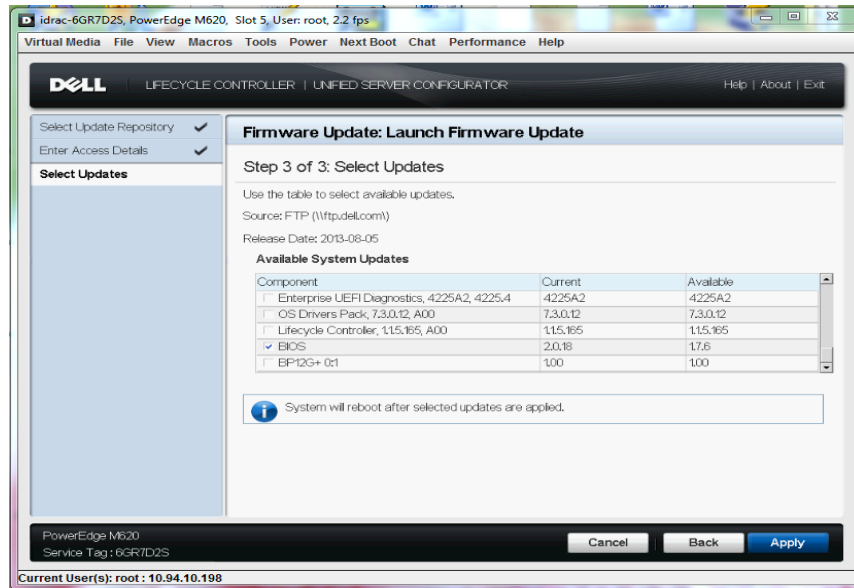 idrac-6GR7D2S, PowerEdge M620, Slot 5, User: root, 2.2 fps
Virtual Media File View Macros Tools Power Next Boot Chat Performance Help
DELL LIFECYCLE CONTROLLER | UNIFIED SERVER CONFIGURATOR Help | About | Exit
Select Update Repository
Enter Access Details
Select Updates
Firmware Update: Launch Firmware Update
Step 3 of 3: Select Updates
Use the table to select available updates.
Source: FTP (\\ftp.dell.com\)
Release Date: 2013-08-05
Available System Updates
Component Current Available
Enterprise UEFI Diagnostics, 4225A2, 4225.4 4225A2 4225A2
OS Drivers Pack, 7.3.0.12, A00 7.3.0.12 7.3.0.12
Lifecycle Controller, 1.1.5.165, A00 1.1.5.165 1.1.5.165
BIOS 2.0.18 1.7.6
BP12G+ 0:1 1.00 1.00
System will reboot after selected updates are applied.
PowerEdge M620
Service Tag : 6GR7D2S
Cancel Back Apply
Current User(s): root : 10.94.10.198